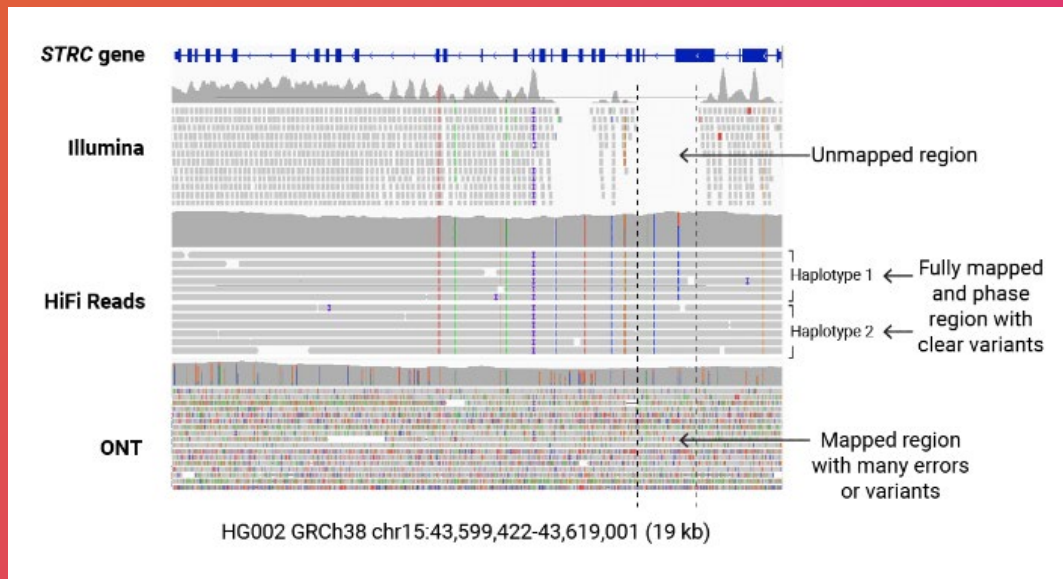 STRC gene
Illumina
Unmapped region
HiFi Reads
Haplotype 1
Haplotype 2
Fully mapped
and phase
region with
clear variants
ONT
Mapped region
with many errors
or variants
HG002 GRCh38 chr15:43,599,422-43,619,001 (19 kb)